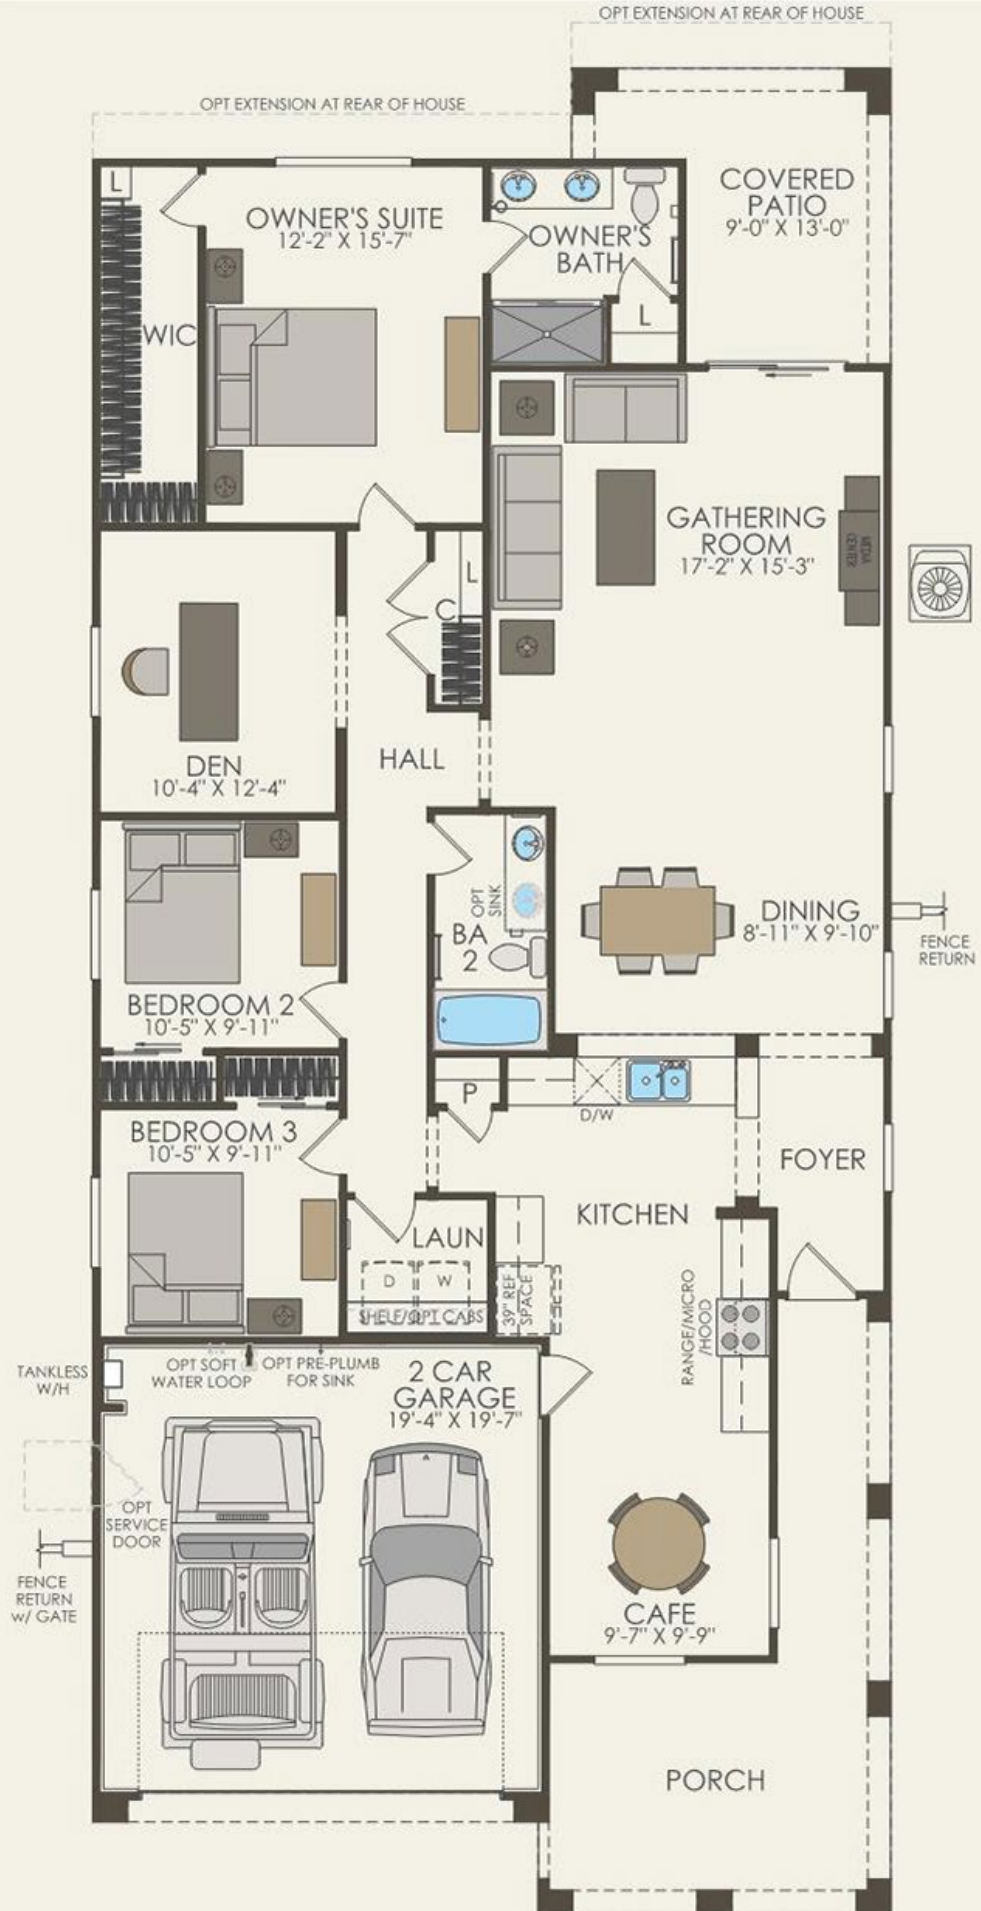 OPT EXTENSION AT REAR OF HOUSE
OPT EXTENSION AT REAR OF HOUSE
L
OWNER'S SUITE
12'-2" X 15'-7"
WIC
OWNER'S
BATH
L
COVERED
PATIO
9'-0" X 13'-0"
GATHERING
ROOM
17'-2" X 15'-3"
MEDIA
CENTER
L
C
DEN
10'-4" X 12'-4"
HALL
OPT
SINK
BA
2
DINING
8'-11" X 9'-10"
FENCE
RETURN
BEDROOM 2
10'-5" X 9'-11"
P
D/W
BEDROOM 3
10'-5" X 9'-11"
FOYER
KITCHEN
LAUN
D
W
SHELF/OPT CABS
39" REF
SPACE
RANGE/MICRO
/HOOD
TANKLESS
W/H
OPT SOFT
WATER LOOP
OPT PRE-PLUMB
FOR SINK
2 CAR
GARAGE
19'-4" X 19'-7"
OPT
SERVICE
DOOR
FENCE
RETURN
w/ GATE
CAFE
9'-7" X 9'-9"
PORCH